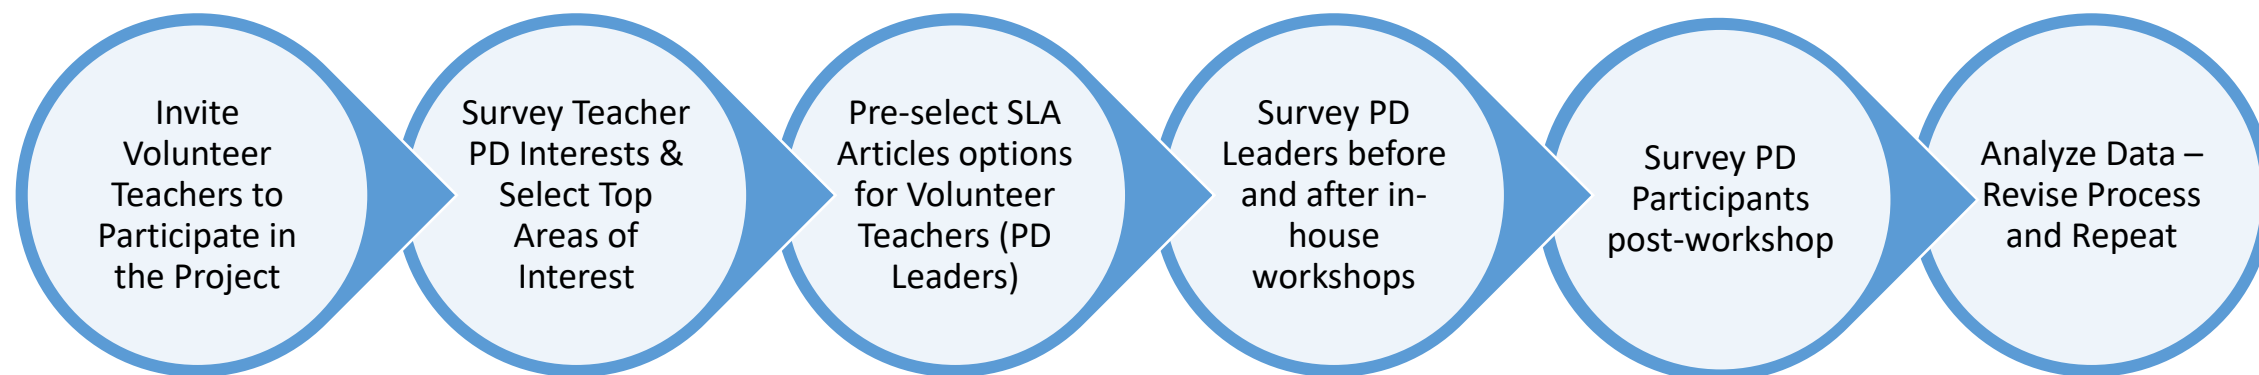 Invite
Volunteer
Teachers to
Participate in
the Project
Survey Teacher
PD Interests &
Select Top
Areas of
Interest
Pre-select SLA
Articles options
for Volunteer
Teachers (PD
Leaders)
Survey PD
Leaders before
and after in-
house
workshops
Survey PD
Participants
post-workshop
Analyze Data –
Revise Process
and Repeat